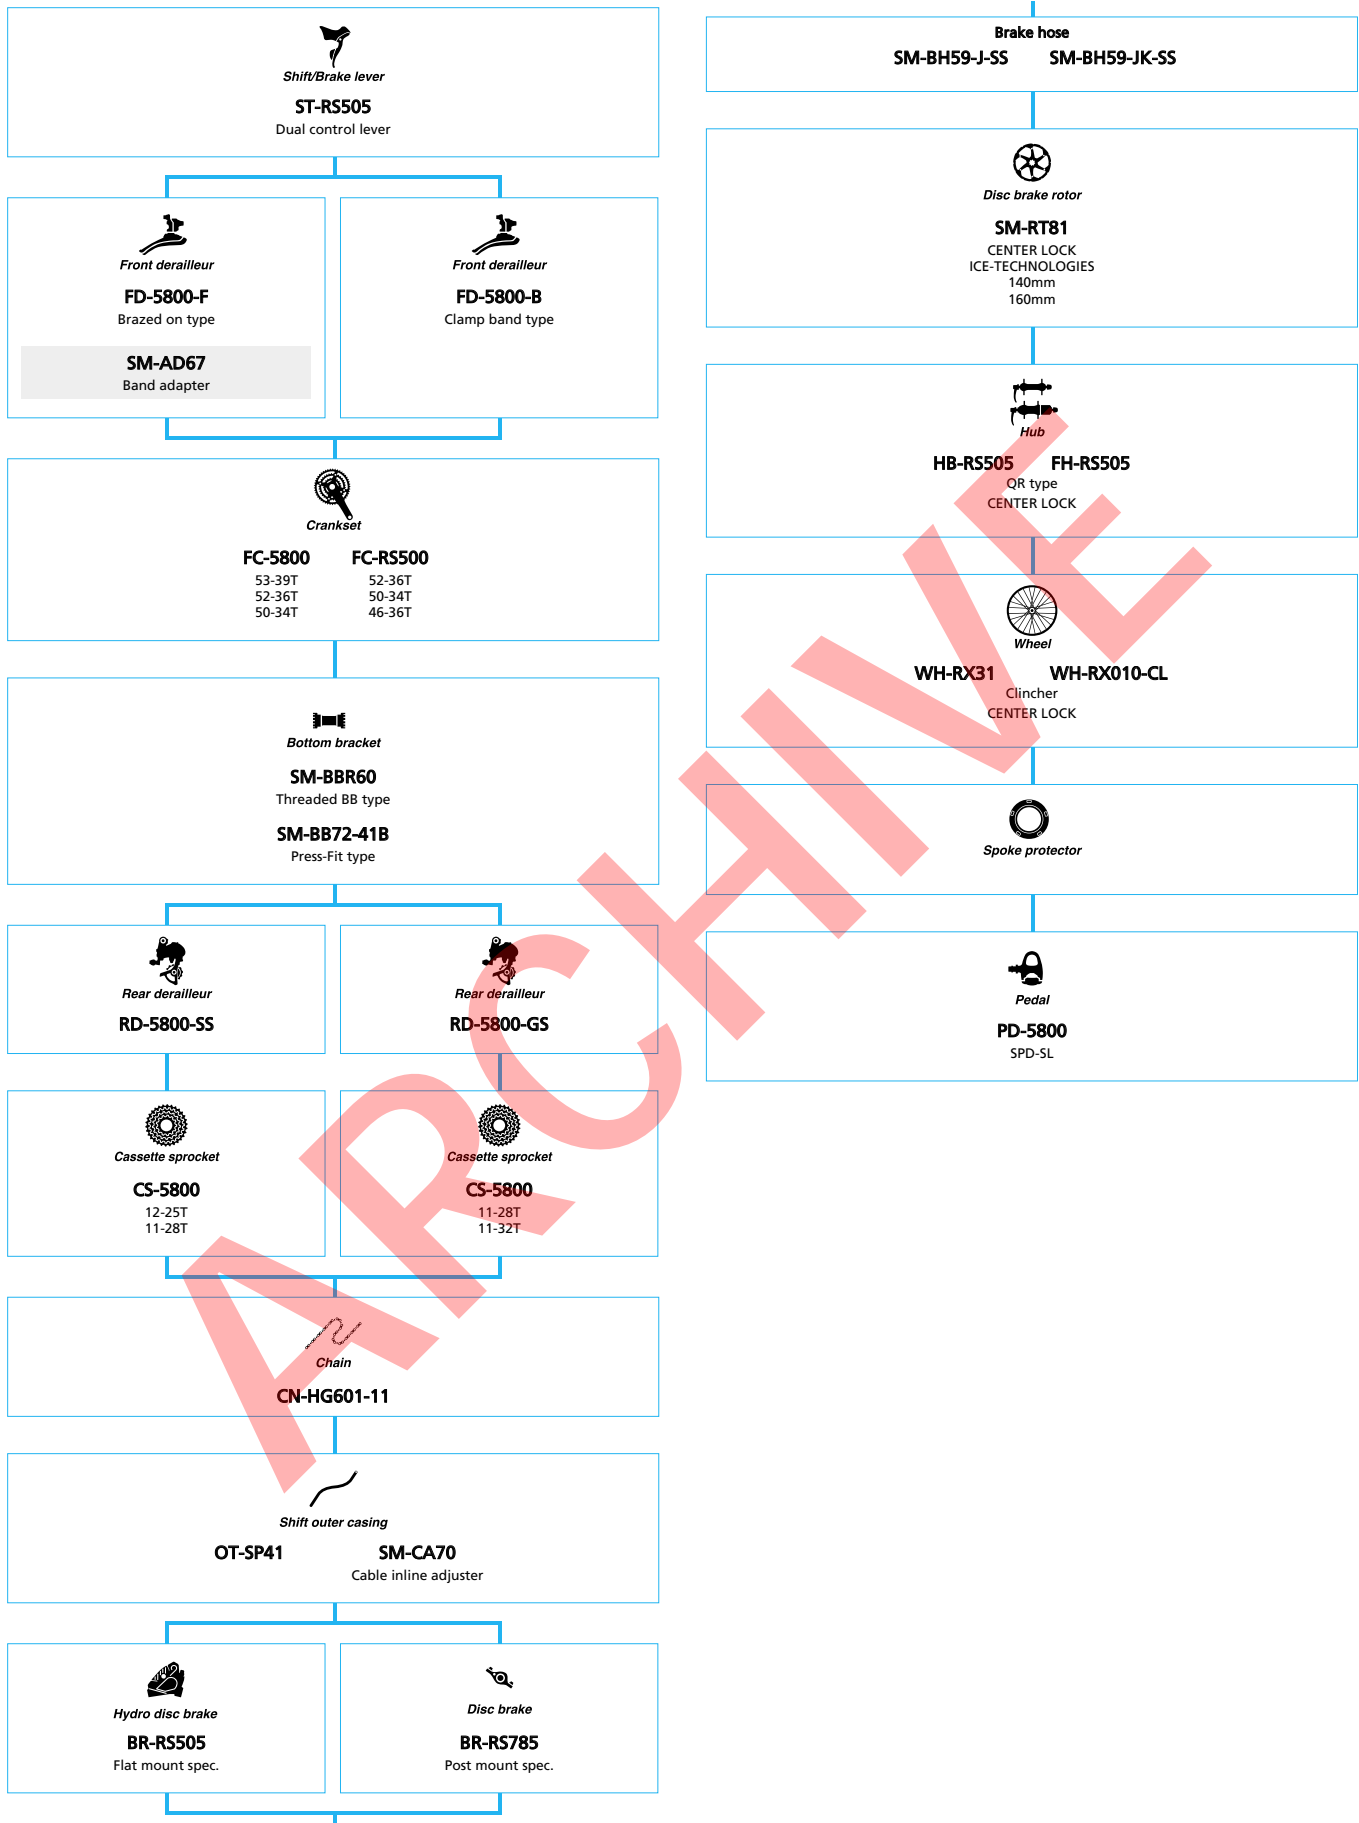 Shift/Brake lever
ST-RS505
Dual control lever
Front derailleur
FD-5800-F
Brazed on type
SM-AD67
Band adapter
Front derailleur
FD-5800-B
Clamp band type
Crankset
FC-5800 FC-RS500
53-39T 52-36T
52-36T 50-34T
50-34T 46-36T
Bottom bracket
SM-BBR60
Threaded BB type
SM-BB72-41B
Press-Fit type
Rear derailleur
RD-5800-SS
Rear derailleur
RD-5800-GS
Cassette sprocket
CS-5800
12-25T
11-28T
Cassette sprocket
CS-5800
11-28T
11-32T
Chain
CN-HG601-11
Shift outer casing
OT-SP41 SM-CA70
Cable inline adjuster
Hydro disc brake
BR-RS505
Flat mount spec.
Disc brake
BR-RS785
Post mount spec.
Brake hose
SM-BH59-J-SS SM-BH59-JK-SS
Disc brake rotor
SM-RT81
CENTER LOCK
ICE-TECHNOLOGIES
140mm
160mm
Hub
HB-RS505 FH-RS505
QR type
CENTER LOCK
Wheel
WH-RX31 WH-RX010-CL
Clincher
CENTER LOCK
Spoke protector
Pedal
PD-5800
SPD-SL
ARCHIVE